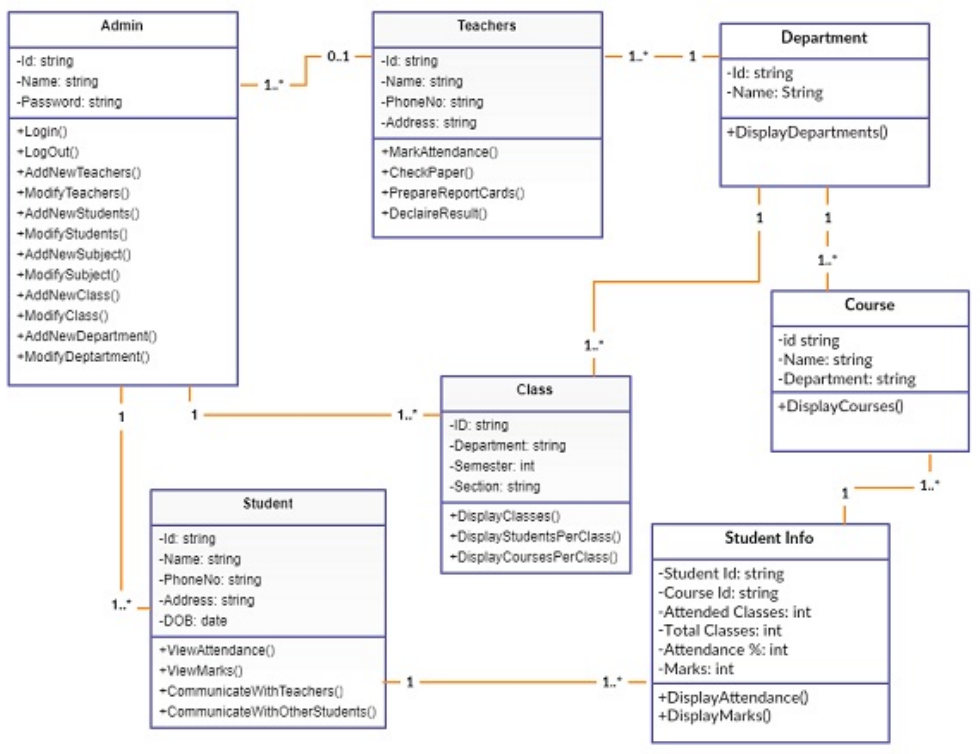 Admin
-Id: string
-Name: string
-Password: string
+Login()
+LogOut()
+AddNewTeachers()
+ModifyTeachers()
+AddNewStudents()
+ModifyStudents()
+AddNewSubject()
+ModifySubject()
+AddNewClass()
+ModifyClass()
+AddNewDepartment()
+ModifyDeptartment()
1..*
0..1
Teachers
-Id: string
-Name: string
-PhoneNo: string
-Address: string
+MarkAttendance()
+CheckPaper()
+PrepareReportCards()
+DeclaireResult()
1..*
1
Department
-Id: string
-Name: String
+DisplayDepartments()
1
1
1..*
1..*
Course
-id string
-Name: string
-Department: string
+DisplayCourses()
1
1
1..*
Class
-ID: string
-Department: string
-Semester: int
-Section: string
+DisplayClasses()
+DisplayStudentsPerClass()
+DisplayCoursesPerClass()
1..*
1
Student
-Id: string
-Name: string
-PhoneNo: string
-Address: string
-DOB: date
+ViewAttendance()
+ViewMarks()
+CommunicateWithTeachers()
+CommunicateWithOtherStudents()
1..*
1
1..*
Student Info
-Student Id: string
-Course Id: string
-Attended Classes: int
-Total Classes: int
-Attendance %: int
-Marks: int
+DisplayAttendance()
+DisplayMarks()